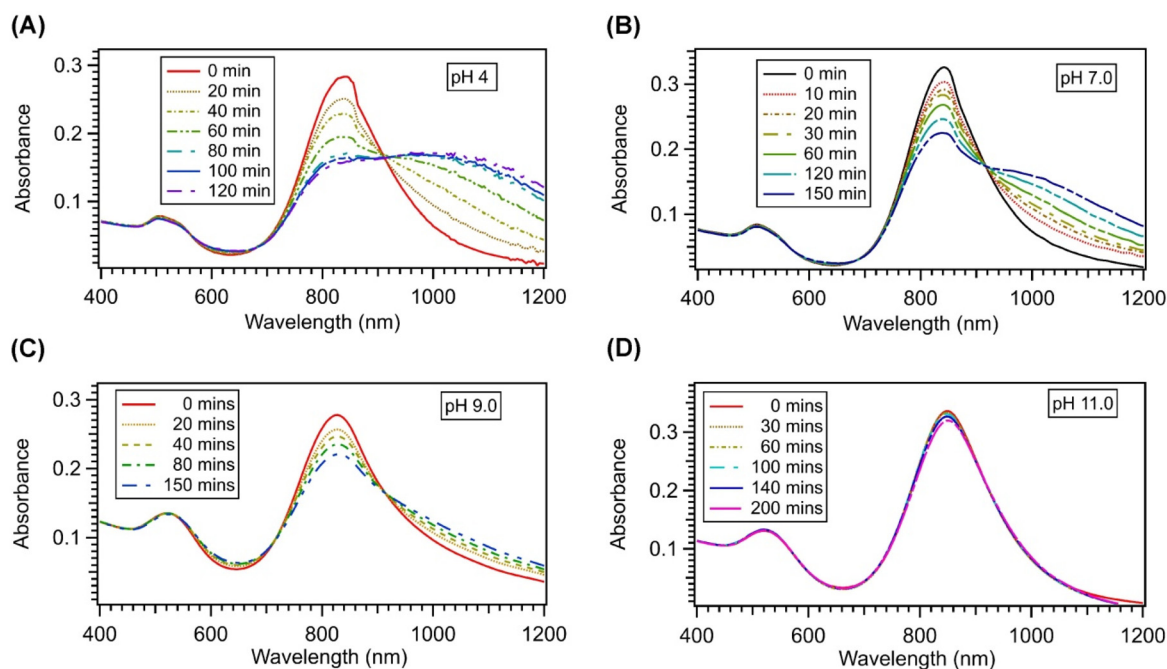 (A)
Absorbance
0.3
0.2
0.1
0 min
20 min
40 min
60 min
80 min
100 min
120 min
pH 4
400 600 800 1000 1200
Wavelength (nm)
(B)
Absorbance
0.3
0.2
0.1
0 min
10 min
20 min
30 min
60 min
120 min
150 min
pH 7.0
400 600 800 1000 1200
Wavelength (nm)
(C)
Absorbance
0.3
0.2
0.1
0 mins
20 mins
40 mins
80 mins
150 mins
pH 9.0
400 600 800 1000 1200
Wavelength (nm)
(D)
Absorbance
0.3
0.2
0.1
0 mins
30 mins
60 mins
100 mins
140 mins
200 mins
pH 11.0
400 600 800 1000 1200
Wavelength (nm)